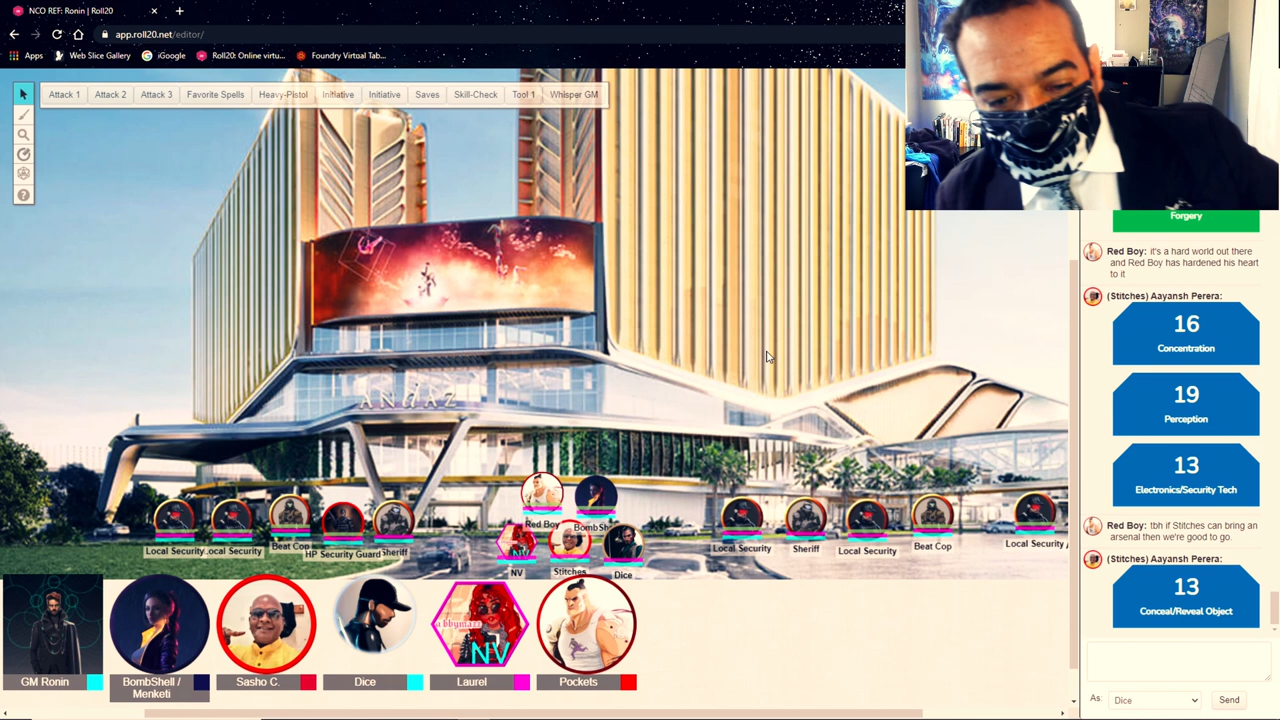 NCO REF: Ronin | Roll20
app.roll20.net/editor/
Apps
Web Slice Gallery
iGoogle
Roll20: Online virtu...
Foundry Virtual Tab...
Attack 1
Attack 2
Attack 3
Favorite Spells
Heavy-Pistol
Initiative
Initiative
Saves
Skill-Check
Tool 1
Whisper GM
ANdAZ
Red Boy
BombSh
Local Security
ocal Security
Beat Cop
HP Security Guard
Sheriff
NV
NV
Stitches
Dice
Local Security
Sheriff
Local Security
Beat Cop
Local Security
NV
GM Ronin
BombShell /
Menketi
Sasho C.
Dice
Laurel
Pockets
Forgery
Red Boy: it's a hard world out there
and Red Boy has hardened his heart
to it
(Stitches) Aayansh Perera:
16
Concentration
19
Perception
13
Electronics/Security Tech
Red Boy: tbh if Stitches can bring an
arsenal then we're good to go.
(Stitches) Aayansh Perera:
13
Conceal/Reveal Object
As:
Dice
Send